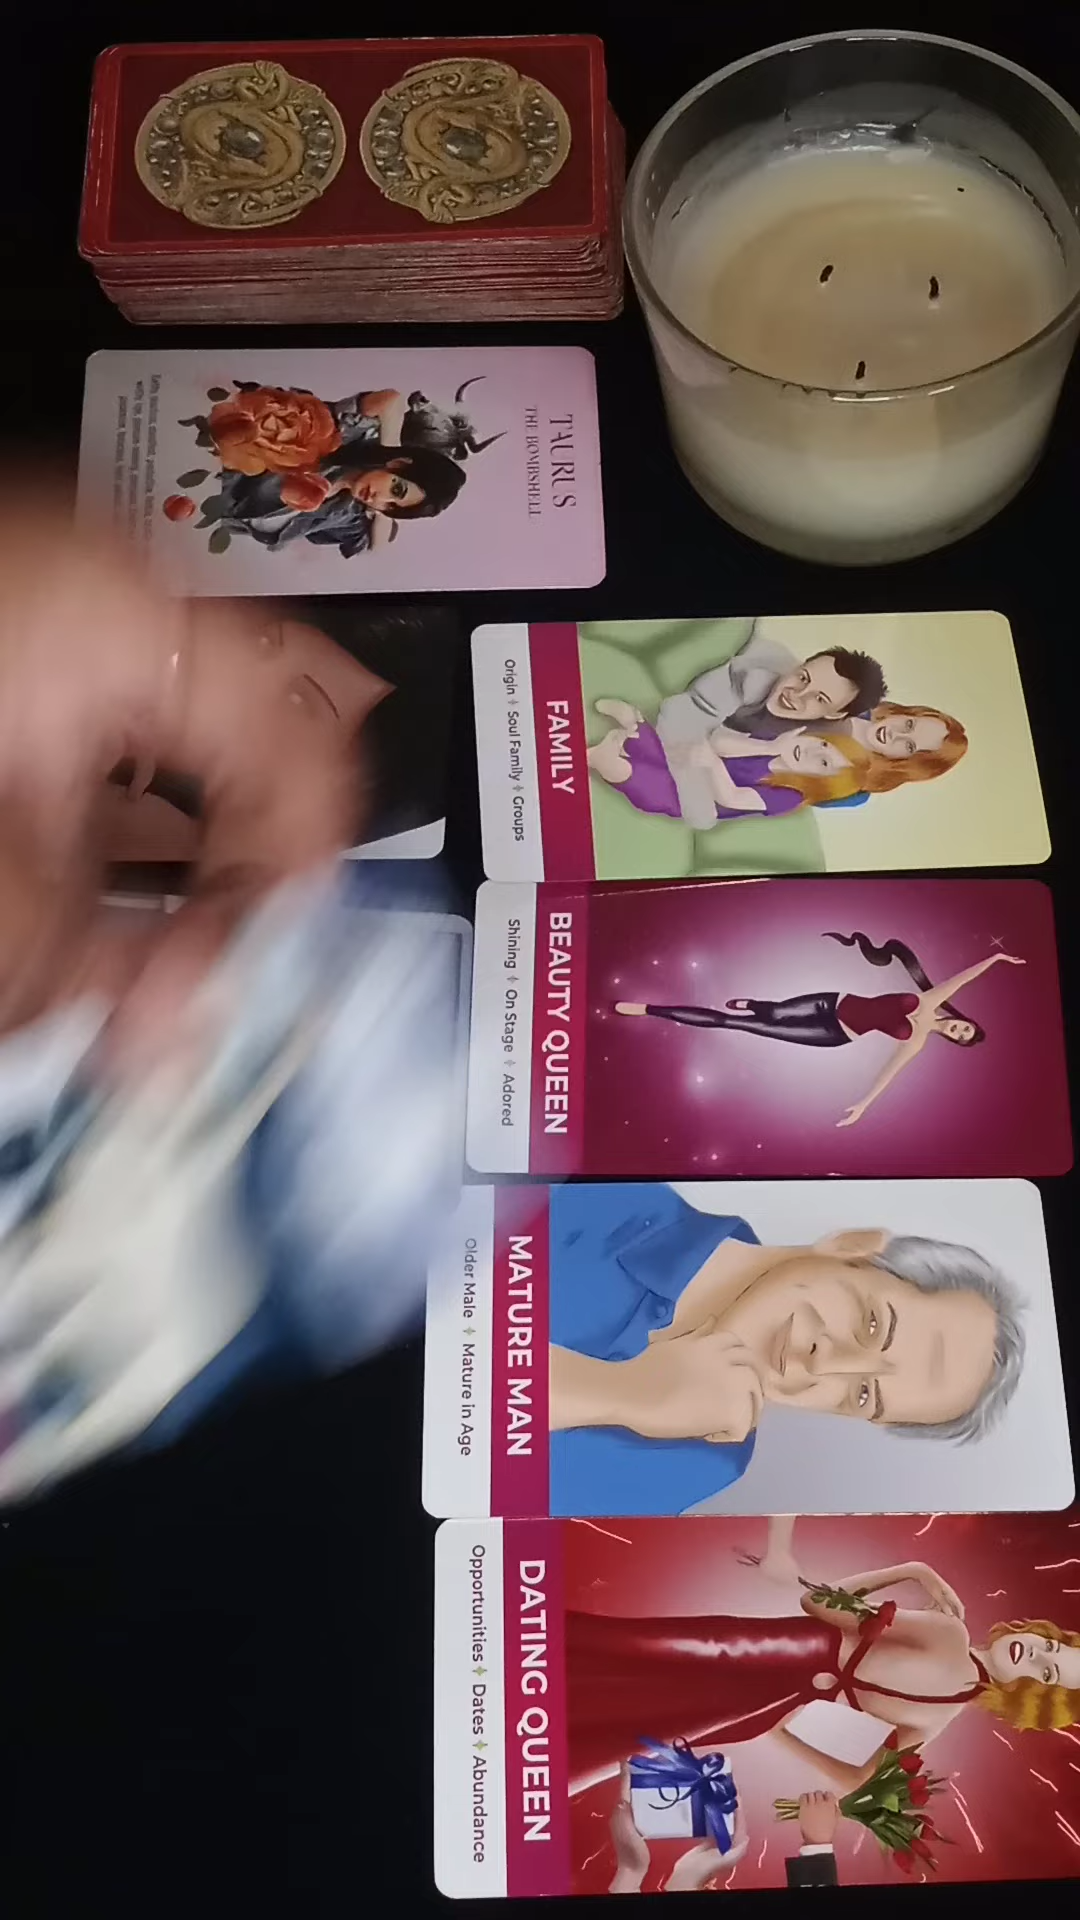 TAURUS
THE BOMBSHELL
FAMILY
Origin ✦ Soul Family ✦ Groups
BEAUTY QUEEN
Shining ✦ On Stage ✦ Adored
MATURE MAN
Older Male ✦ Mature in Age
DATING QUEEN
Opportunities ✦ Dates ✦ Abundance